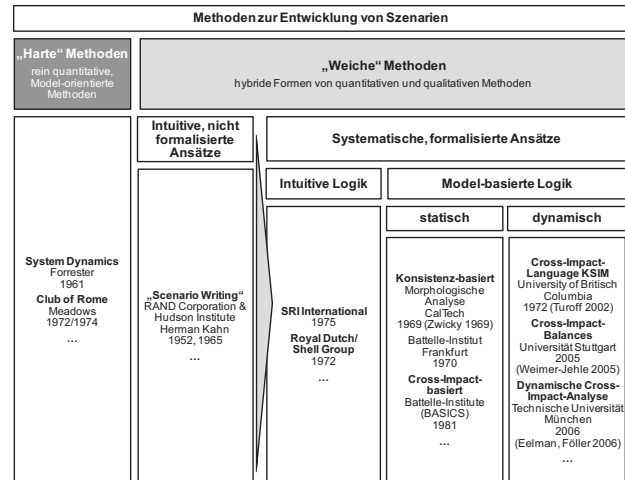 Methoden zur Entwicklung von Szenarien
„Harte“ Methoden
rein quantitative,
Model-orientierte
Methoden
„Weiche“ Methoden
hybride Formen von quantitativen und qualitativen Methoden
Intuitive, nicht
formalisierte
Ansätze
Systematische, formalisierte Ansätze
Intuitive Logik
Model-basierte Logik
statisch
dynamisch
System Dynamics
Forrester
1961
Club of Rome
Meadows
1972/1974
…
„Scenario Writing“
RAND Corporation &
Hudson Institute
Herman Kahn
1952, 1965
…
SRI International
1975
Royal Dutch/
Shell Group
1972
…
Konsistenz-basiert
Morphologische
Analyse
CalTech
1969 (Zwicky 1969)
Battelle-Institut
Frankfurt
1970
Cross-Impact-
basiert
Battelle-Institute
(BASICS)
1981
…
Cross-Impact-
Language KSIM
University of Britisch
Columbia
1972 (Turoff 2002)
Cross-Impact-
Balances
Universität Stuttgart
2005
(Weimer-Jehle 2005)
Dynamische Cross-
Impact-Analyse
Technische Universität
München
2006
(Eelman, Föller 2006)
…